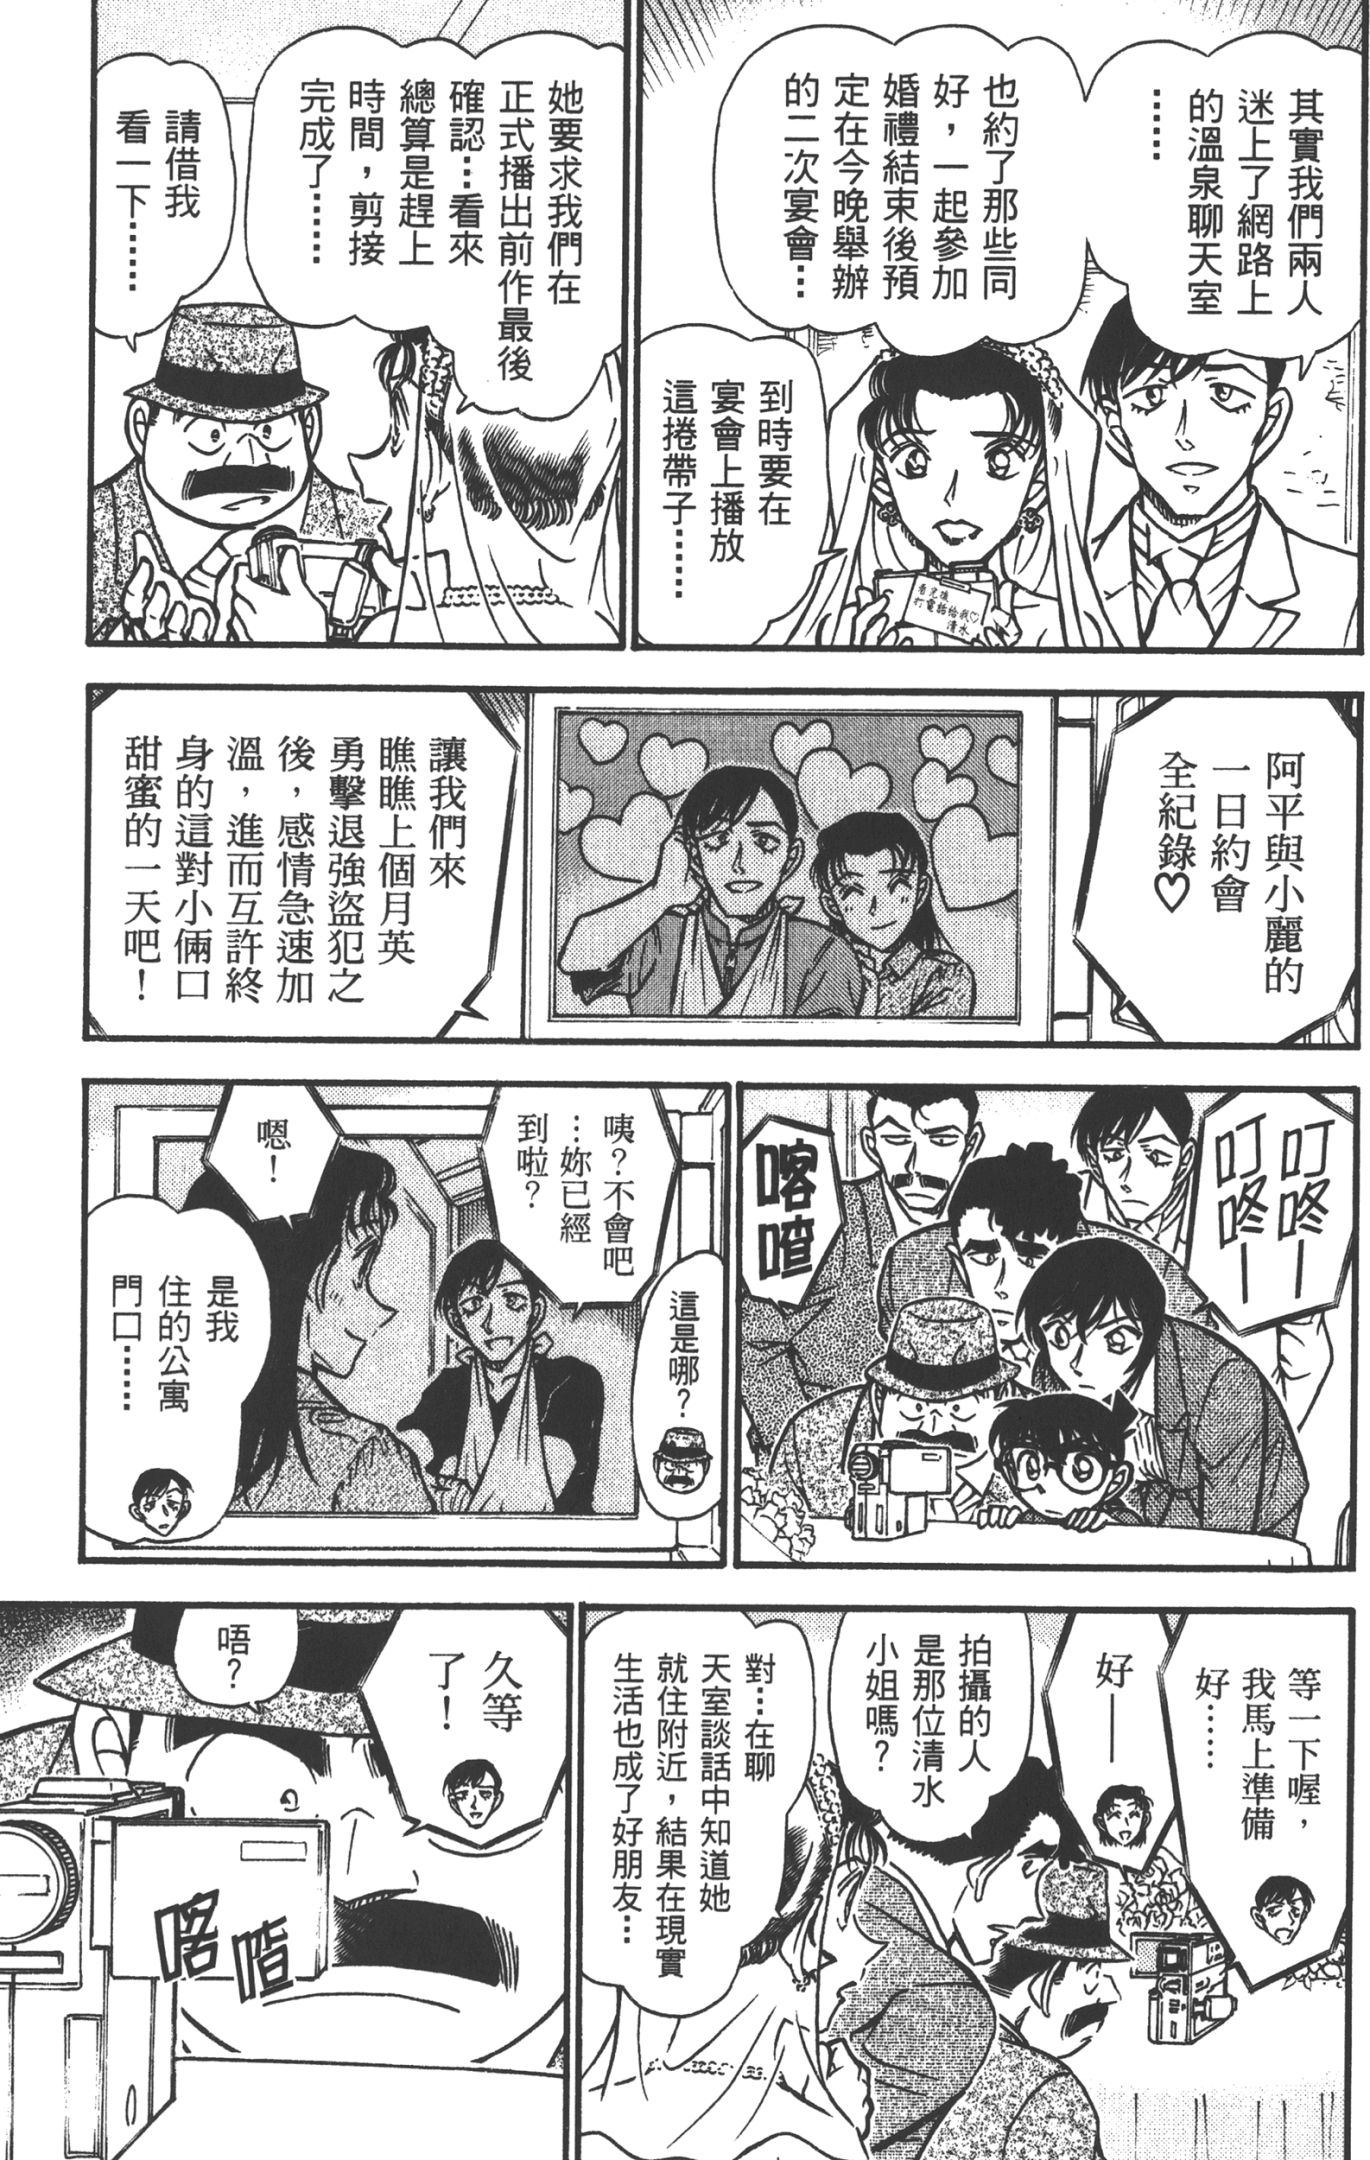 其實我們兩人
迷上了網路上
的溫泉聊天室
……
也約了那些同
好，一起參加
婚禮結束後預
定在今晚舉辦
的二次宴會…
到時要在
宴會上播放
這捲帶子……
看完後
打電話給我♡
清水
她要求我們在
正式播出前作最後
確認…看來
總算是趕上
時間，剪接
完成了……
請借我
看一下……
阿平與小麗的
一日約會
全紀錄♡
讓我們來
瞧瞧上個月英
勇擊退強盜犯之
後，感情急速加
溫，進而互許終
身的這對小倆口
甜蜜的一天吧！
叮咚——
叮咚—
喀喳
咦？不會吧
…妳已經
到啦？
嗯！
這是哪？
是我
住的公寓
門口……
等一下喔，
我馬上準備
好……
好——
拍攝的人
是那位清水
小姐嗎？
對…在聊
天室談話中知道她
就住附近，結果在現實
生活也成了好朋友…
久等
了！
唔？
喀喳